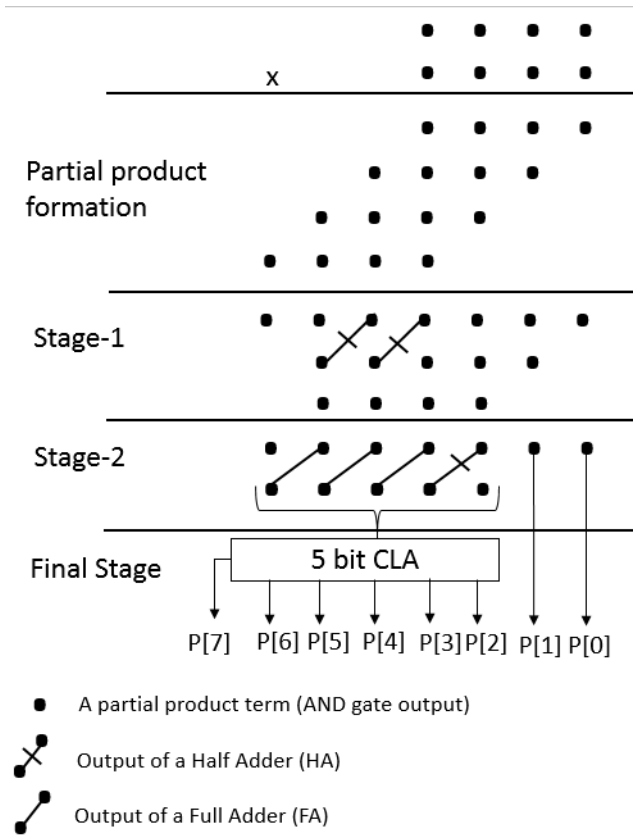 x
Partial product
formation
Stage-1
Stage-2
Final Stage
5 bit CLA
P[7] P[6] P[5] P[4] P[3] P[2] P[1] P[0]
A partial product term (AND gate output)
Output of a Half Adder (HA)
Output of a Full Adder (FA)